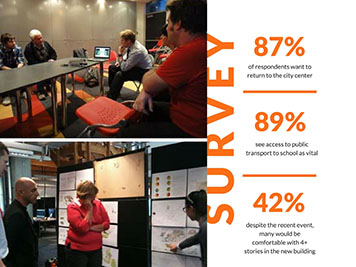 SURVEY
87%
of respondents want to
return to the city center
89%
see access to public
transport to school as vital
42%
despite the recent event,
many would be
comfortable with 4+
stories in the new building